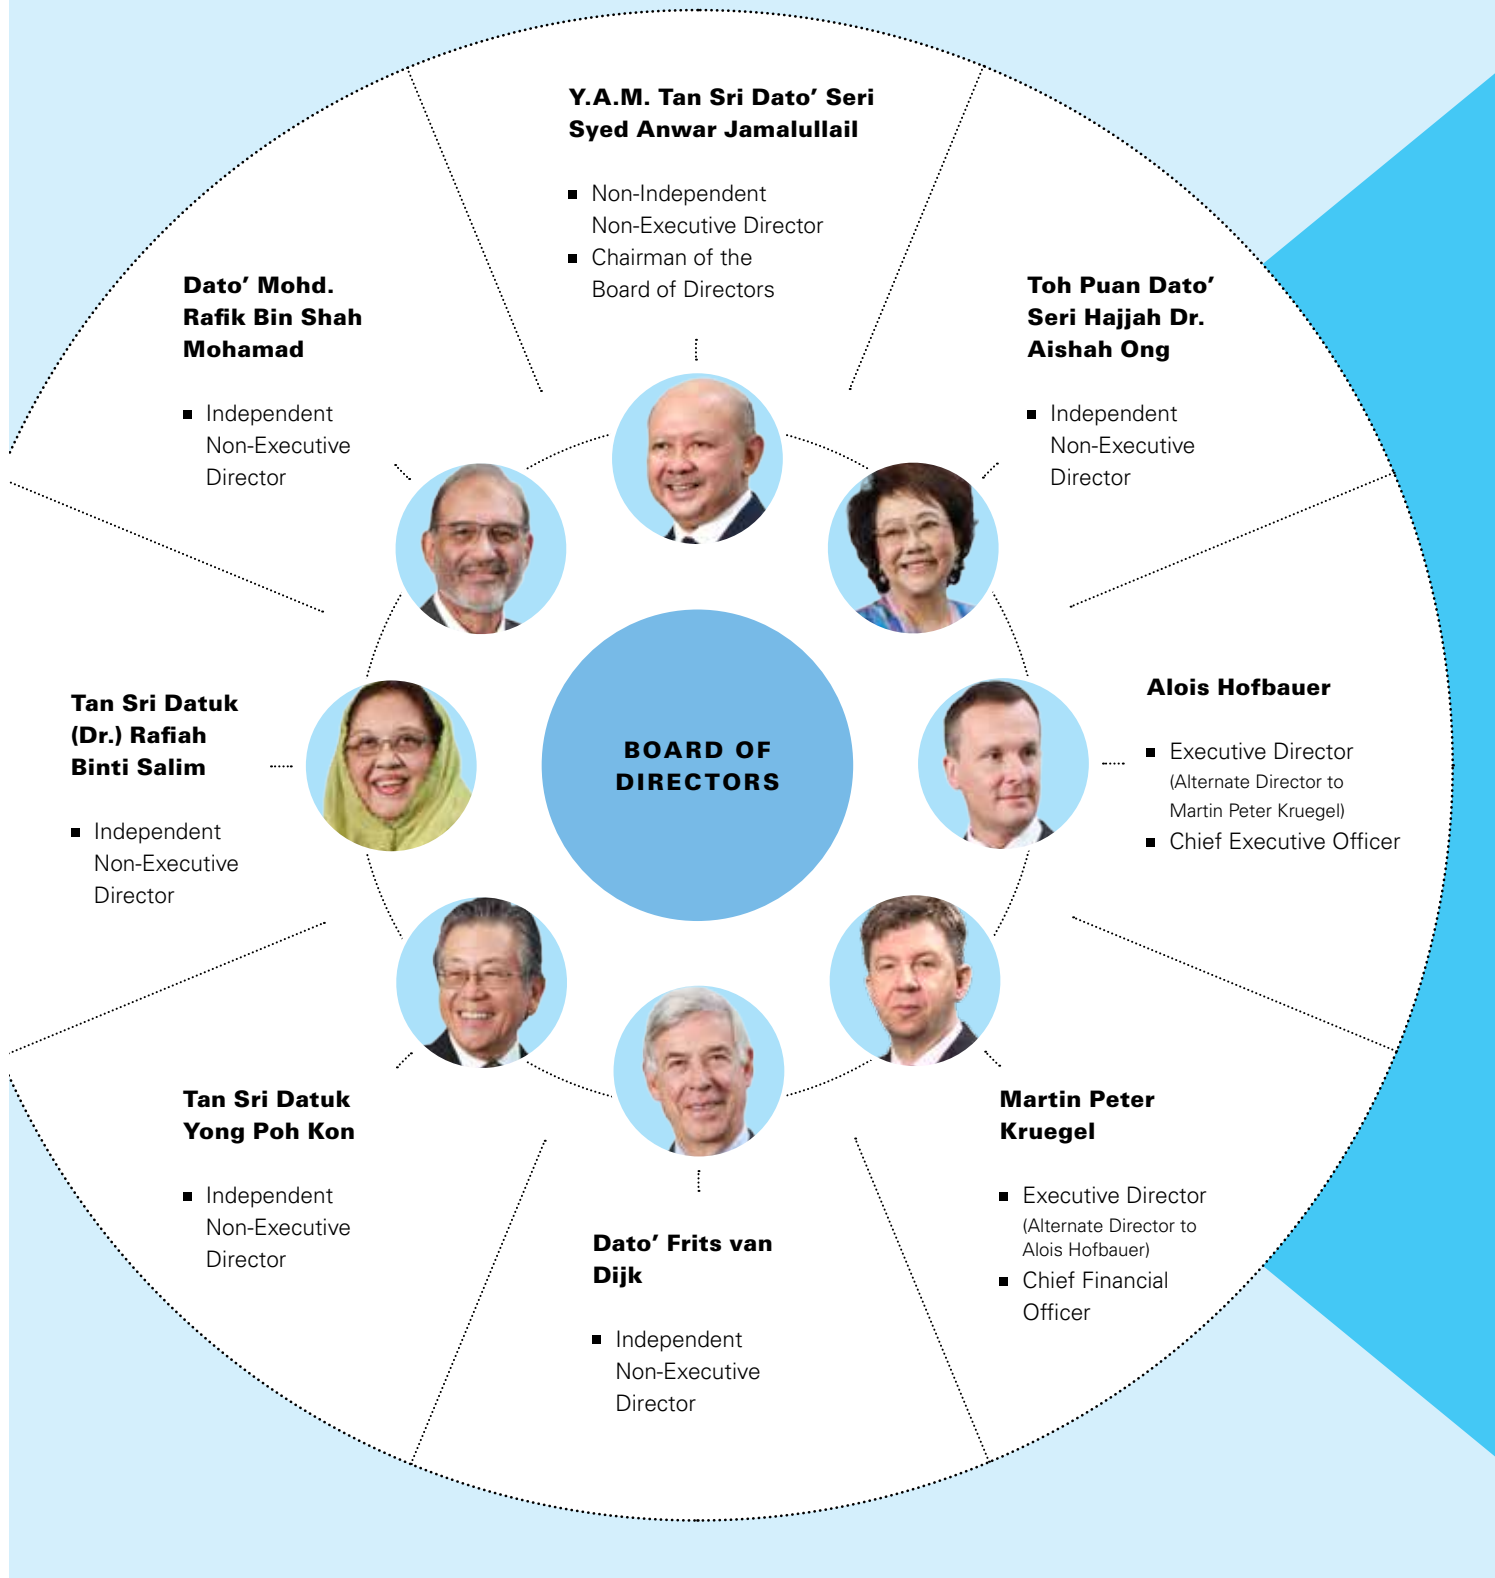 Y.A.M. Tan Sri Dato’ Seri
Syed Anwar Jamalullail
■ Non-Independent
Non-Executive Director
■ Chairman of the
Board of Directors
Toh Puan Dato’
Seri Hajjah Dr.
Aishah Ong
■ Independent
Non-Executive
Director
Alois Hofbauer
■ Executive Director
(Alternate Director to
Martin Peter Kruegel)
■ Chief Executive Officer
Martin Peter
Kruegel
■ Executive Director
(Alternate Director to
Alois Hofbauer)
■ Chief Financial
Officer
Dato’ Frits van
Dijk
■ Independent
Non-Executive
Director
Tan Sri Datuk
Yong Poh Kon
■ Independent
Non-Executive
Director
Tan Sri Datuk
(Dr.) Rafiah
Binti Salim
■ Independent
Non-Executive
Director
Dato’ Mohd.
Rafik Bin Shah
Mohamad
■ Independent
Non-Executive
Director
BOARD OF
DIRECTORS